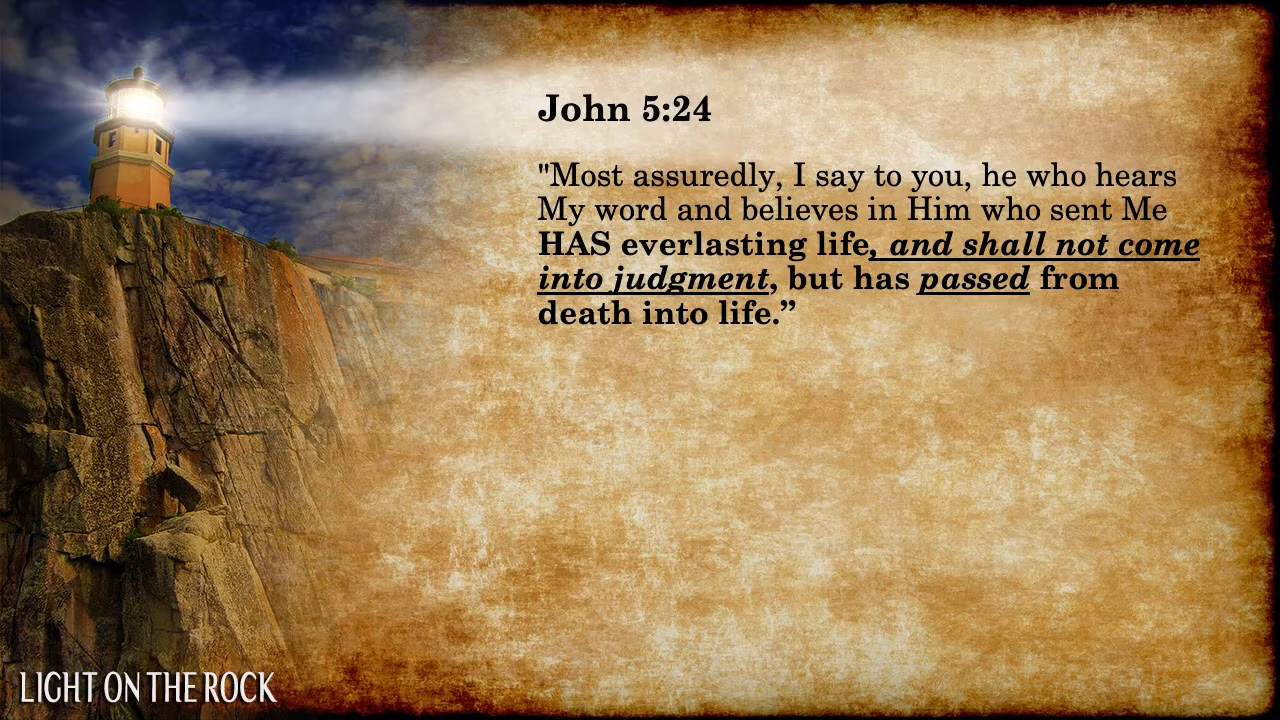 John 5:24
"Most assuredly, I say to you, he who hears
My word and believes in Him who sent Me
HAS everlasting life, and shall not come
into judgment, but has passed from
death into life.”
LIGHT ON THE ROCK